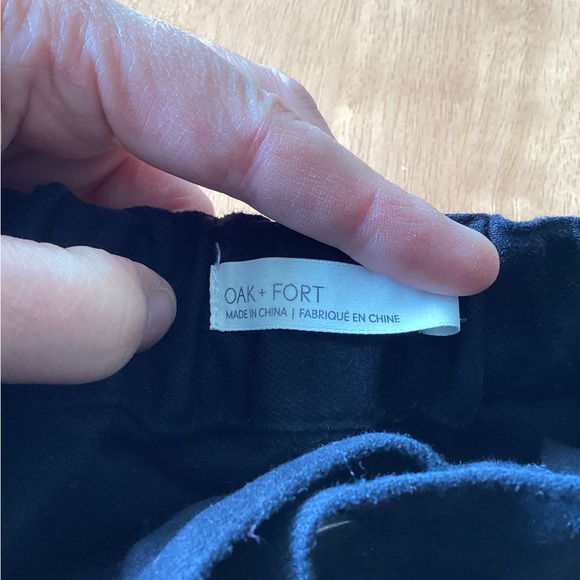 OAK + FORT
MADE IN CHINA | FABRIQUÉ EN CHINE